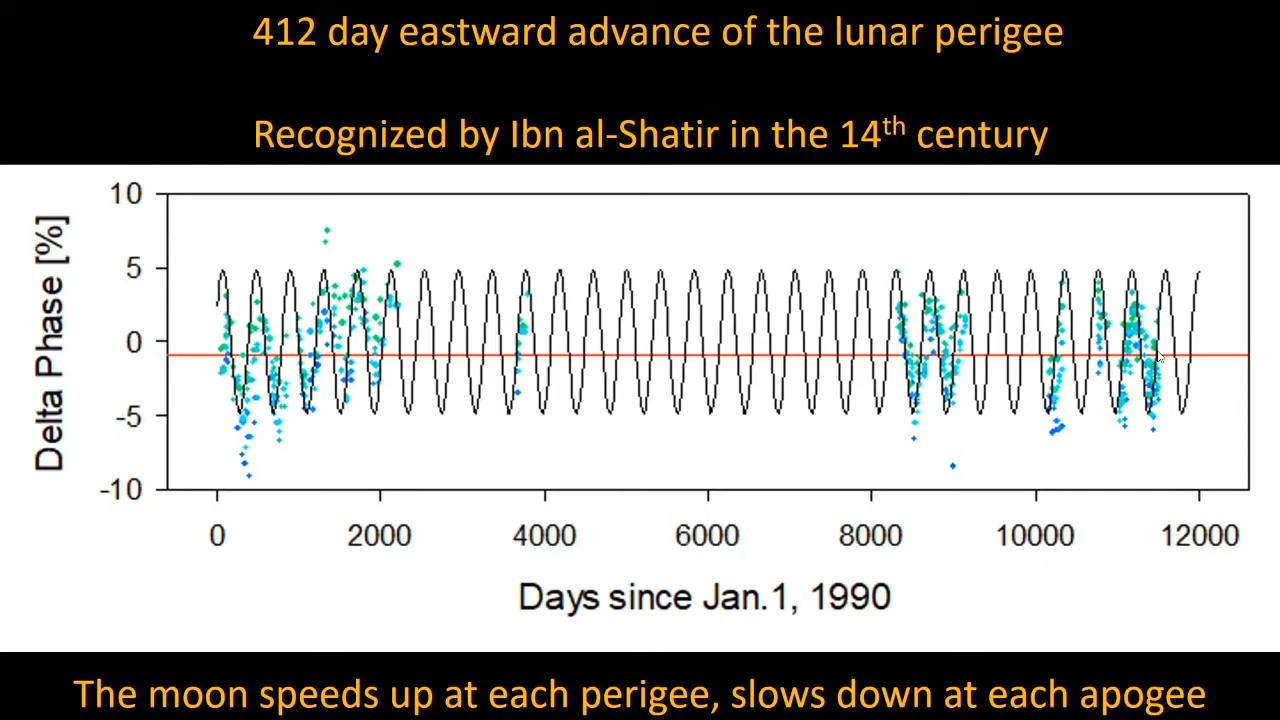 412 day eastward advance of the lunar perigee
Recognized by Ibn al-Shatir in the 14th century
10
5
0
-5
-10
Delta Phase [%]
0 2000 4000 6000 8000 10000 12000
Days since Jan.1, 1990
The moon speeds up at each perigee, slows down at each apogee